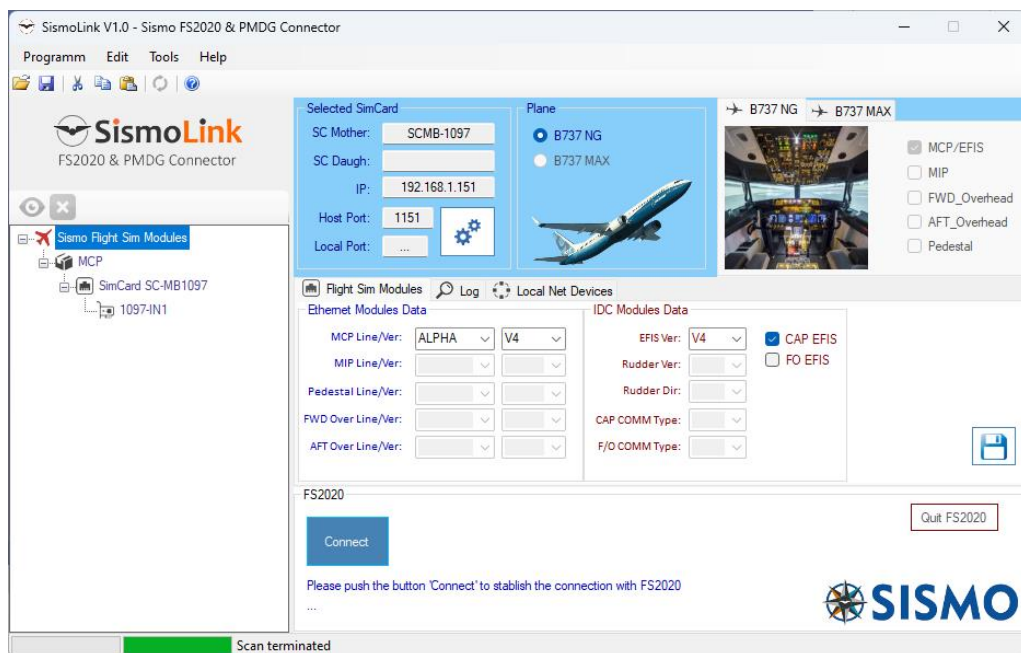 SismoLink V1.0 - Sismo FS2020 & PMDG Connector
Programm Edit Tools Help
SismoLink
FS2020 & PMDG Connector
Sismo Flight Sim Modules
MCP
SimCard SC-MB1097
1097-IN1
Selected SimCard
SC Mother: SCMB-1097
SC Daugh:
IP: 192.168.1.151
Host Port: 1151
Local Port: ...
Plane
B737 NG
B737 MAX
B737 NG B737 MAX
MCP/EFIS
MIP
FWD_Overhead
AFT_Overhead
Pedestal
Flight Sim Modules Log Local Net Devices
Ethernet Modules Data
MCP Line/Ver: ALPHA V4
MIP Line/Ver:
Pedestal Line/Ver:
FWD Over Line/Ver:
AFT Over Line/Ver:
IDC Modules Data
EFIS Ver: V4 CAP EFIS
FO EFIS
Rudder Ver:
Rudder Dir:
CAP COMM Type:
F/O COMM Type:
FS2020
Connect
Quit FS2020
Please push the button 'Connect' to stablish the connection with FS2020
...
SISMO
Scan terminated